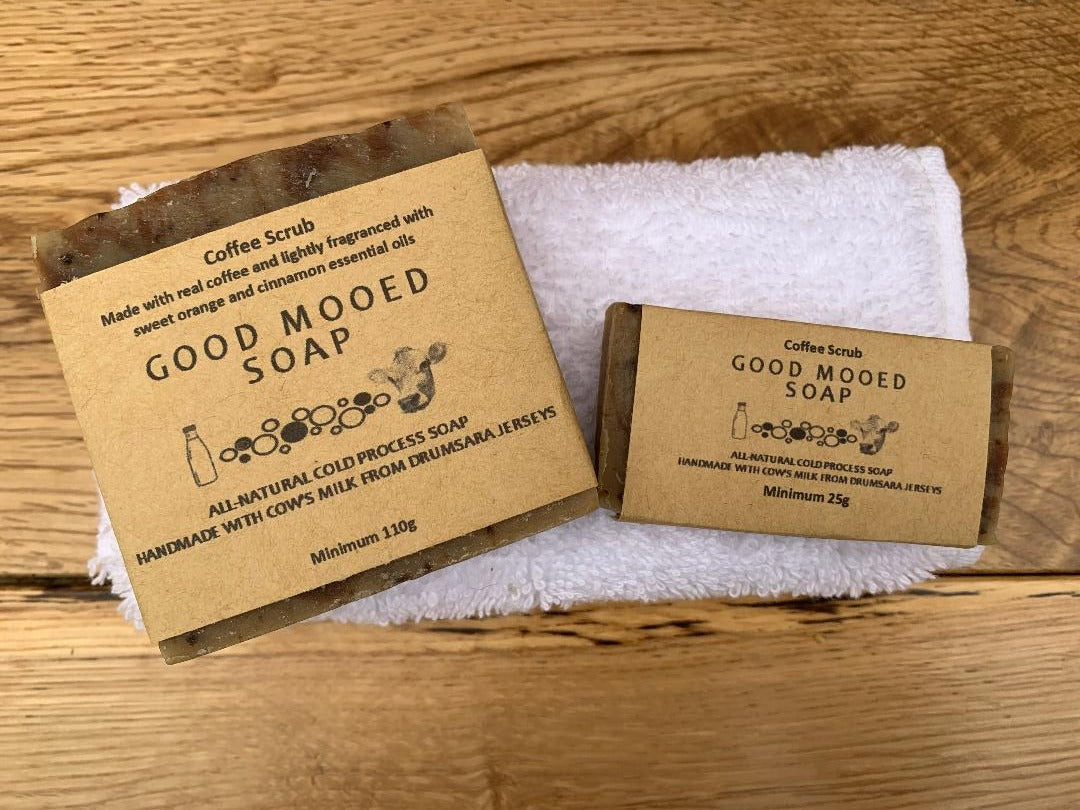 Coffee Scrub
Made with real coffee and lightly fragranced with
sweet orange and cinnamon essential oils
GOOD MOOED
SOAP
ALL-NATURAL COLD PROCESS SOAP
HANDMADE WITH COW'S MILK FROM DRUMSARA JERSEYS
Minimum 110g
Coffee Scrub
GOOD MOOED
SOAP
ALL-NATURAL COLD PROCESS SOAP
HANDMADE WITH COW'S MILK FROM DRUMSARA JERSEYS
Minimum 25g